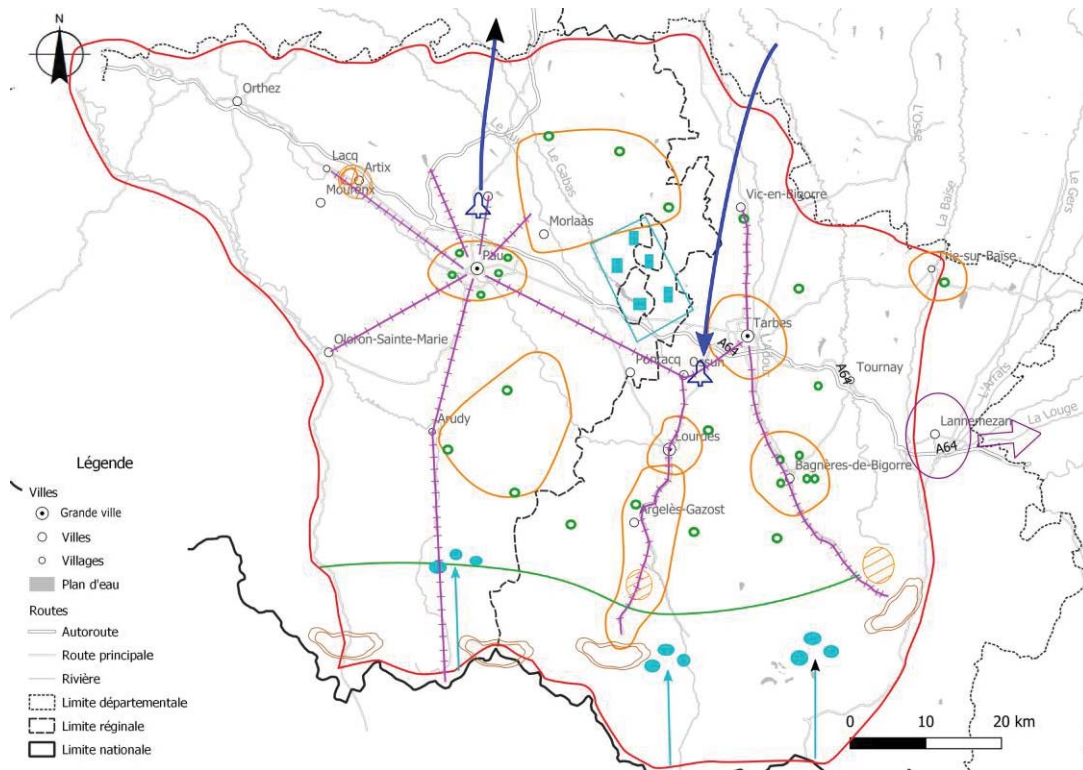 N
Orthez
L'Osse
La Baïse
Le Gers
Lacq
Artix
Mourenx
Le Gabas
Vic-en-Bigorre
Morlaàs
Pau
Trie-sur-Baïse
Oloron-Sainte-Marie
Tarbes
A64
L'Adour
Pontacq
Ossun
Tournay
A64
L'Arrats
La Louge
Lannemezan
A64
Arudy
Lourdes
Bagnères-de-Bigorre
Argelès-Gazost
Légende
Villes
Grande ville
Villes
Villages
Plan d'eau
Routes
Autoroute
Route principale
Rivière
Limite départementale
Limite réginale
Limite nationale
0 10 20 km